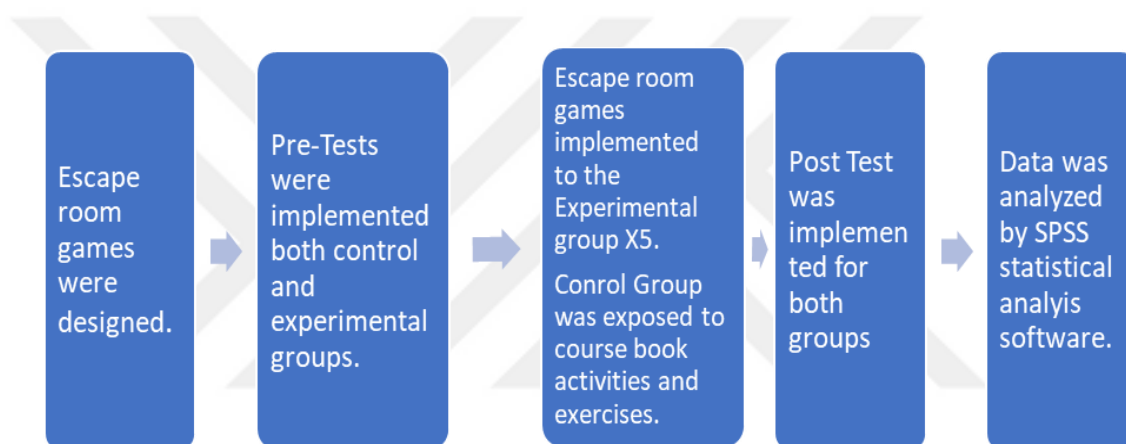 Escape
room
games
were
designed.
Pre-Tests
were
implemented
both control
and
experimental
groups.
Escape room
games
implemented
to the
Experimental
group X5.
Conrol Group
was exposed to
course book
activities and
exercises.
Post Test
was
implemen
ted for
both
groups
Data was
analyzed
by SPSS
statistical
analyis
software.